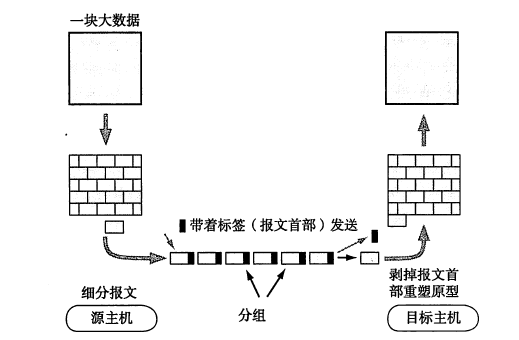 一块大数据
带着标签（报文首部）发送
细分报文
源主机
分组
剥掉报文首
部重塑原型
目标主机